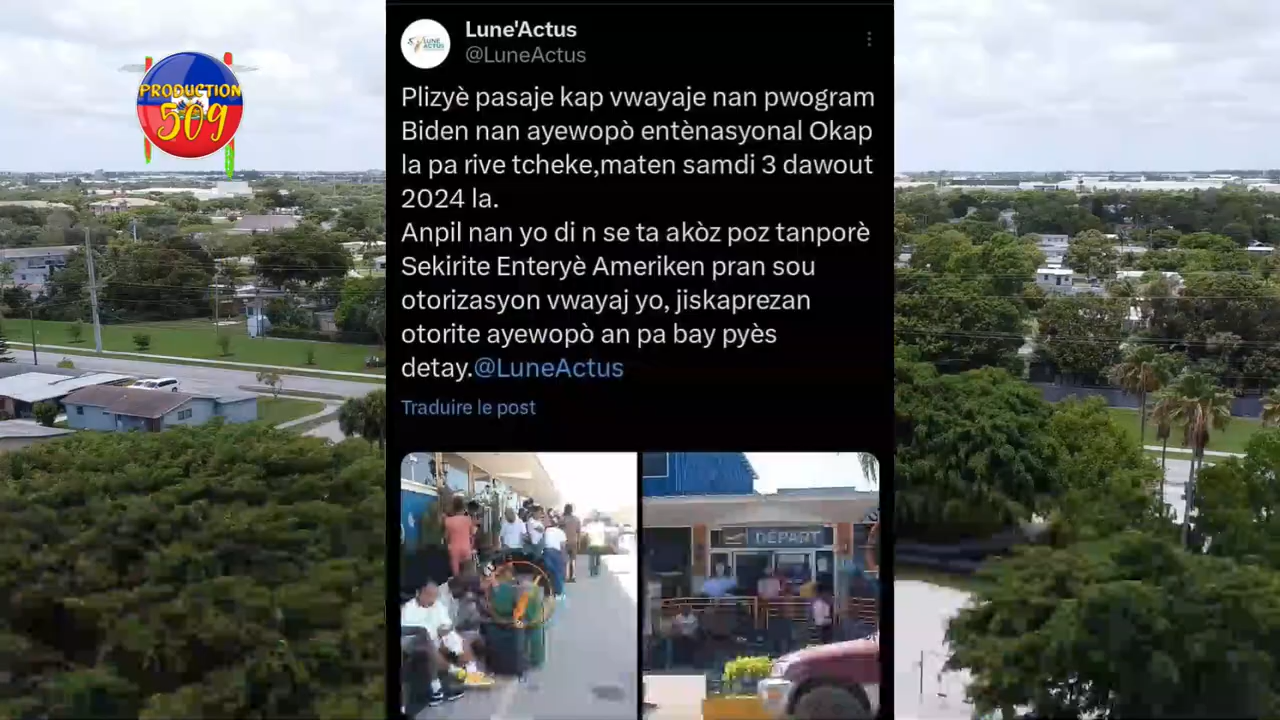 PRODUCTION
509
Lune'Actus
@LuneActus
Plizyè pasaje kap vwayaje nan pwogram
Biden nan ayewopò entènasyonal Okap
la pa rive tcheke,maten samdi 3 dawout
2024 la.
Anpil nan yo di n se ta akòz poz tanporè
Sekirite Enteryè Ameriken pran sou
otorizasyon vwayaj yo, jiskaprezan
otorite ayewopò an pa bay pyès
detay.@LuneActus
Traduire le post
DÉPART